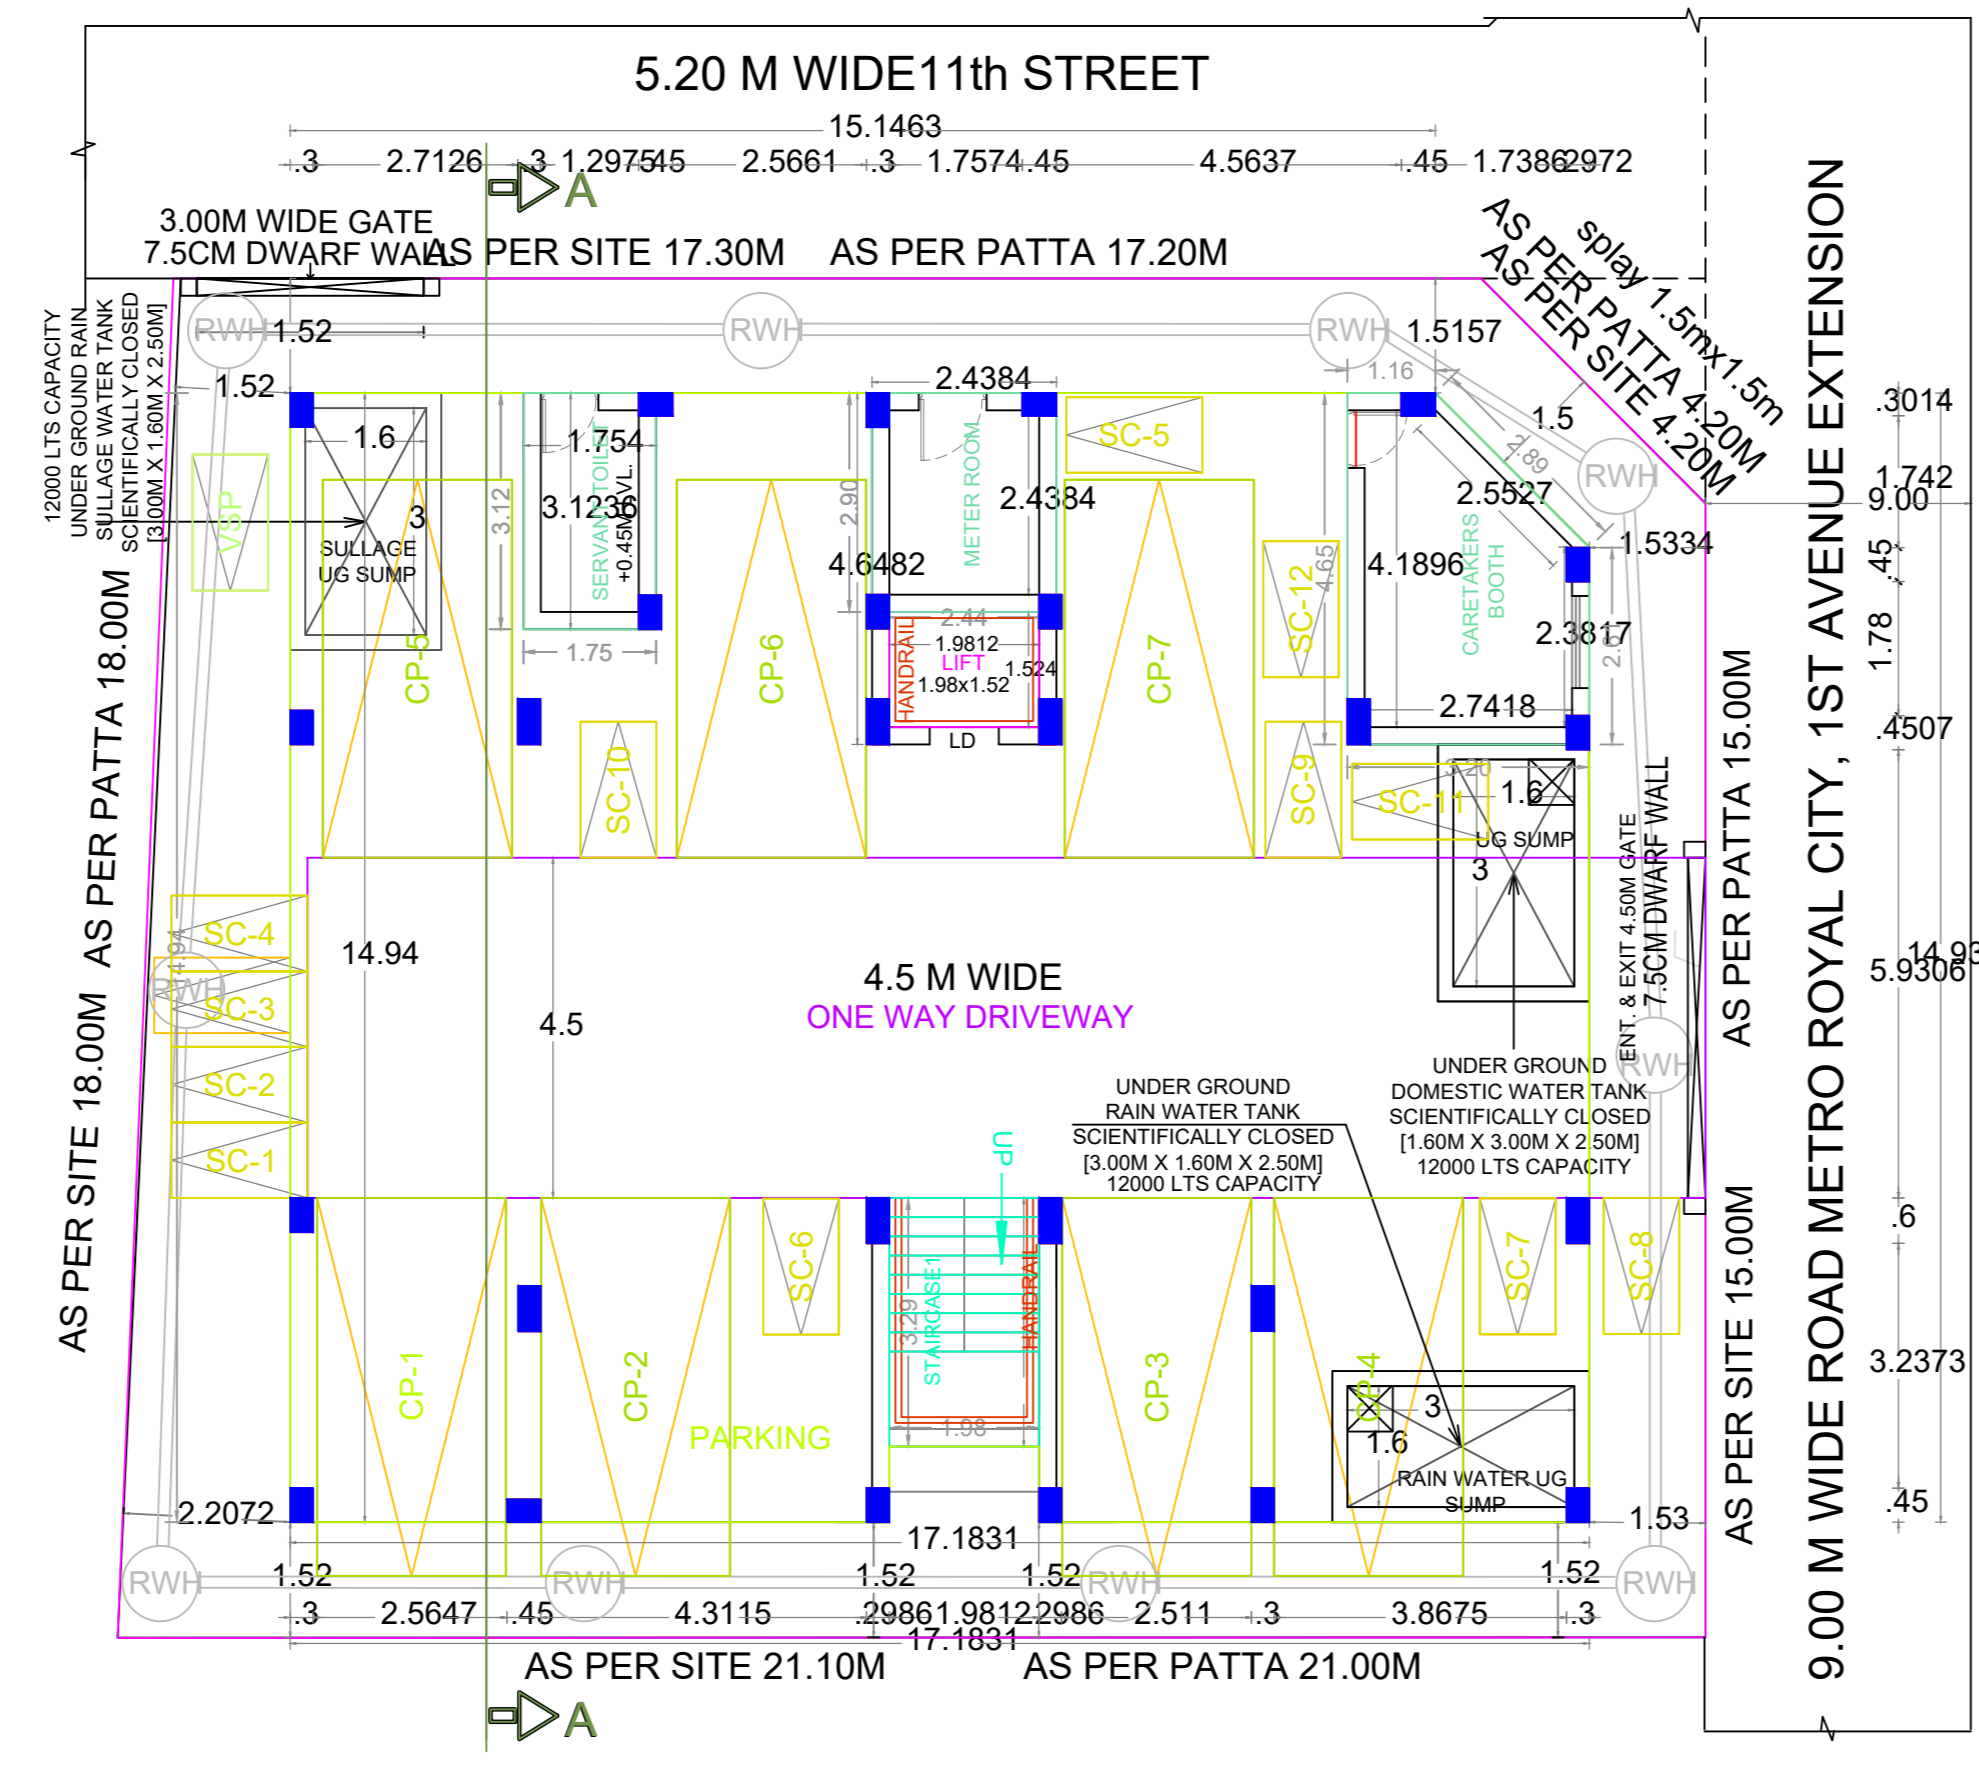 5.20 M WIDE11th STREET
15.1463
.3 2.7126 .3 1.2975 .45 2.5661 .3 1.7574 .45 4.5637 .45 1.7386 .2972
A
3.00M WIDE GATE
7.5CM DWARF WALL
AS PER SITE 17.30M AS PER PATTA 17.20M
splay 1.5mx1.5m
AS PER PATTA 4.20M
AS PER SITE 4.20M
12000 LTS CAPACITY
UNDER GROUND RAIN
SULLAGE WATER TANK
SCIENTIFICALLY CLOSED
[3.00M X 1.60M X 2.50M]
RWH
1.52
RWH
RWH
1.5157
1.52
2.4384
1.16
1.5
.3014
1.6
1.754
SC-5
2.89
RWH
1.742
9.00
VSP
3.12
SERVANT TOILET
3.1236
+0.45M LVL.
2.90
METER ROOM
2.4384
2.5527
3
SULLAGE
UG SUMP
4.6482
SC-12
4.65
4.1896
CARETAKERS
BOOTH
1.5334
.45
CP-5
1.75
CP-6
2.44
HANDRAIL
1.9812
LIFT
1.98x1.52
1.524
LD
CP-7
2.3817
2.7418
1.78
.4507
SC-10
SC-9
SC-11
3.20
1.6
UG SUMP
3
ENT. & EXIT 4.50M GATE
7.5CM DWARF WALL
AS PER SITE 18.00M AS PER PATTA 18.00M
AS PER PATTA 15.00M
AS PER SITE 15.00M
9.00 M WIDE ROAD METRO ROYAL CITY, 1ST AVENUE EXTENSION
SC-4
14.94
14.94
RWH
SC-3
SC-2
SC-1
4.5
4.5 M WIDE
ONE WAY DRIVEWAY
5.9306
14.93
RWH
UNDER GROUND
RAIN WATER TANK
SCIENTIFICALLY CLOSED
[3.00M X 1.60M X 2.50M]
12000 LTS CAPACITY
UNDER GROUND
DOMESTIC WATER TANK
SCIENTIFICALLY CLOSED
[1.60M X 3.00M X 2.50M]
12000 LTS CAPACITY
UP
SC-6
STAIRCASE1
3.29
HANDRAIL
SC-7
SC-8
.6
CP-1
CP-2
PARKING
1.98
CP-3
CP-4
3
1.6
RAIN WATER UG
SUMP
3.2373
.45
2.2072
17.1831
1.53
RWH
1.52
RWH
1.52
1.52
RWH
1.52
RWH
.3 2.5647 .45 4.3115 .2986 1.9812 .2986 2.511 .3 3.8675 .3
17.1831
AS PER SITE 21.10M AS PER PATTA 21.00M
A